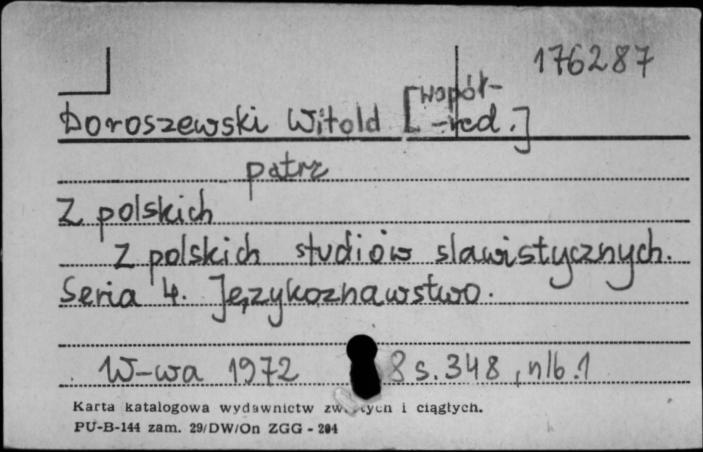 176287
Doroszewski Witold [współ-
-red.]
patrz
Z polskich
Z polskich studiów slawistycznych.
Seria 4. Językoznawstwo.
W-wa 1972 8 s. 348, nlb. 1
Karta katalogowa wydawnictw i ciągłych.
PU-B-144 zam. 29/DW/On ZGG - 204